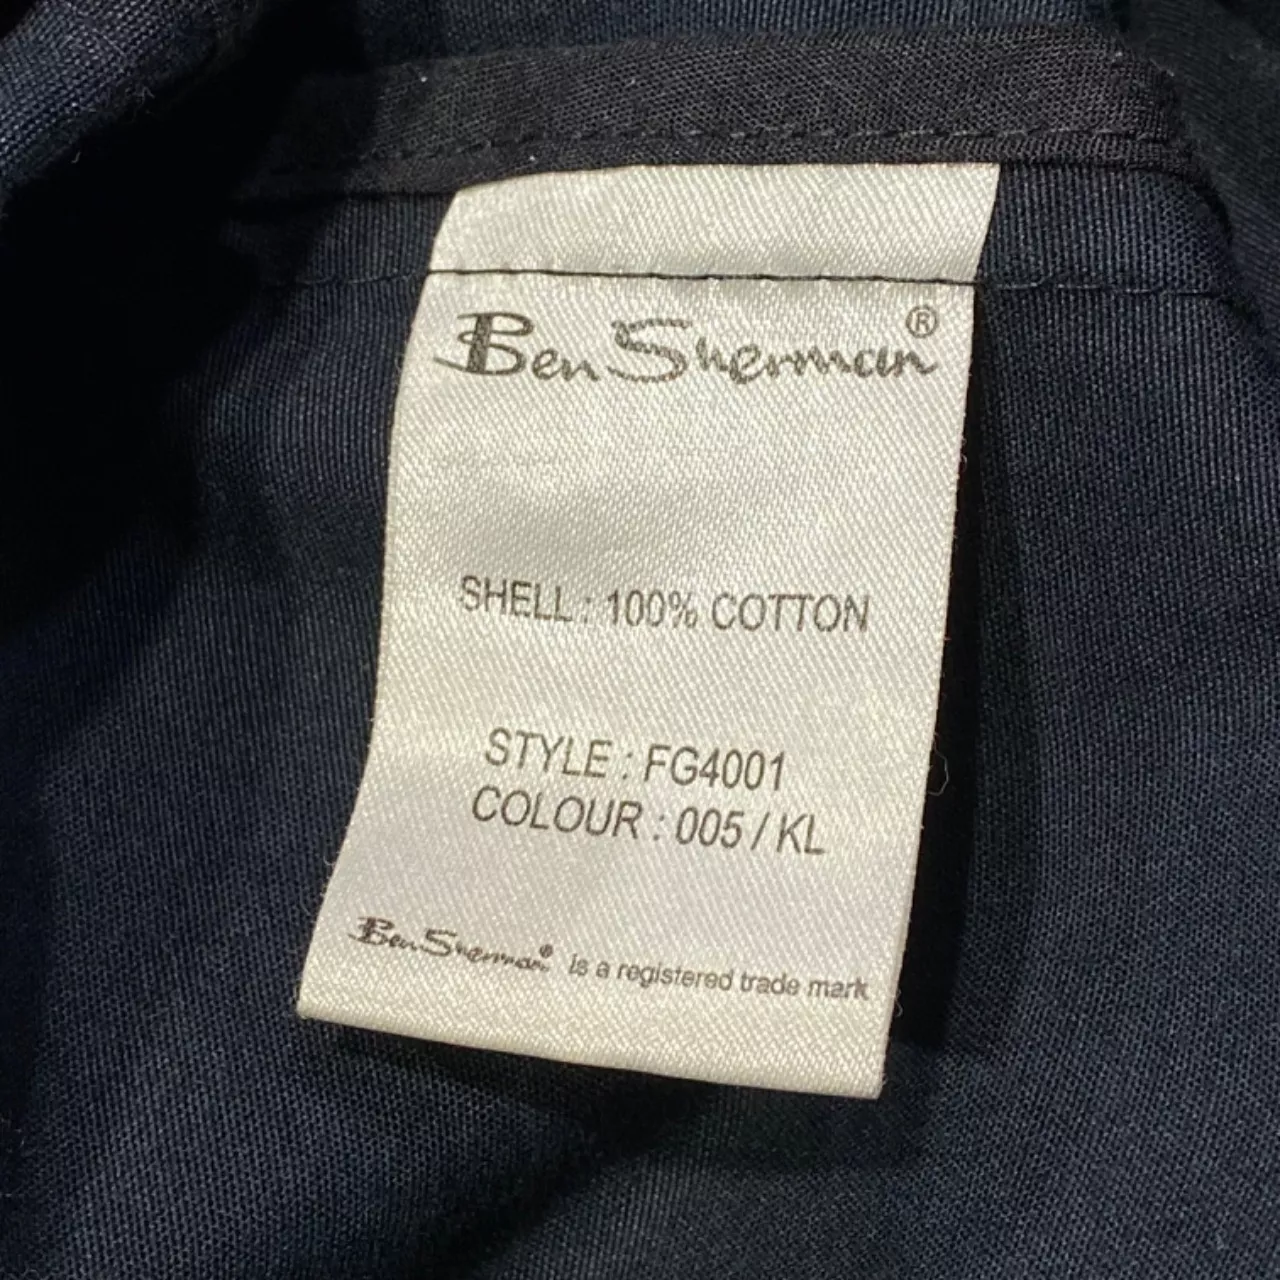 Ben Sherman®
SHELL : 100% COTTON
STYLE : FG4001
COLOUR : 005 / KL
Ben Sherman® is a registered trade mark